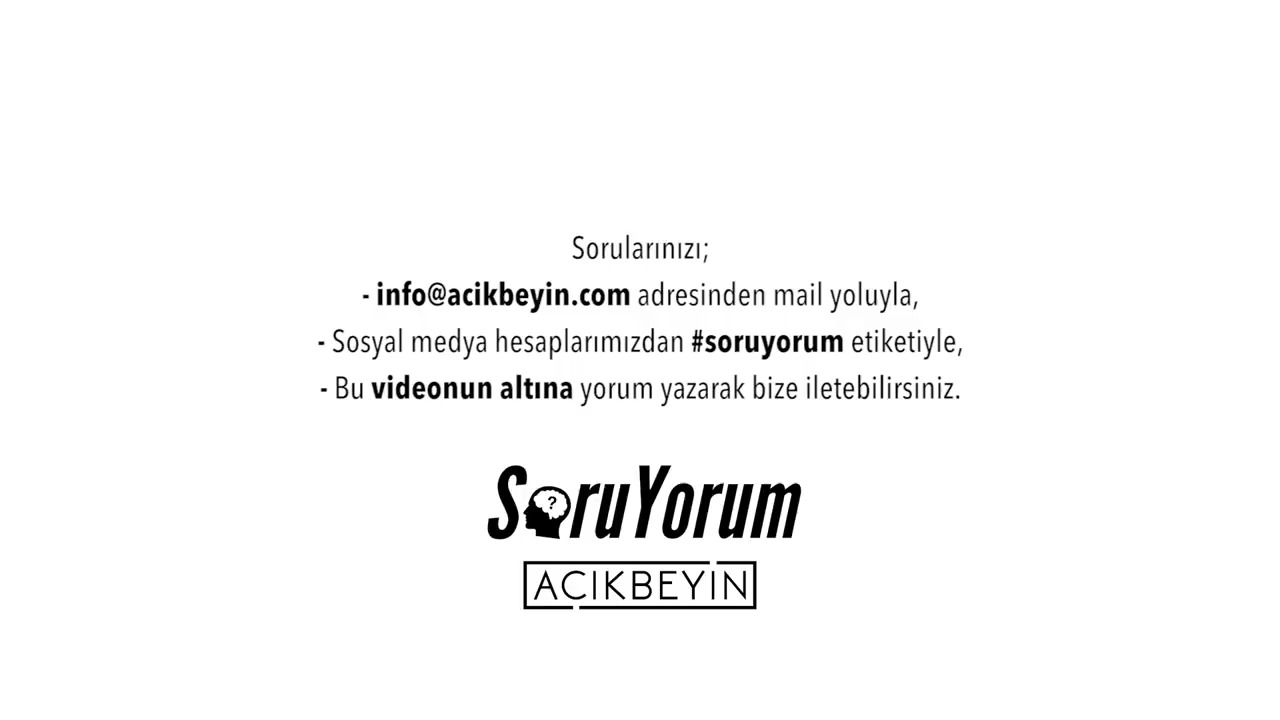 Sorularınızı;
- info@acikbeyin.com adresinden mail yoluyla,
- Sosyal medya hesaplarımızdan #soruyorum etiketiyle,
- Bu videonun altına yorum yazarak bize iletebilirsiniz.
SoruYorum
AÇIKBEYİN